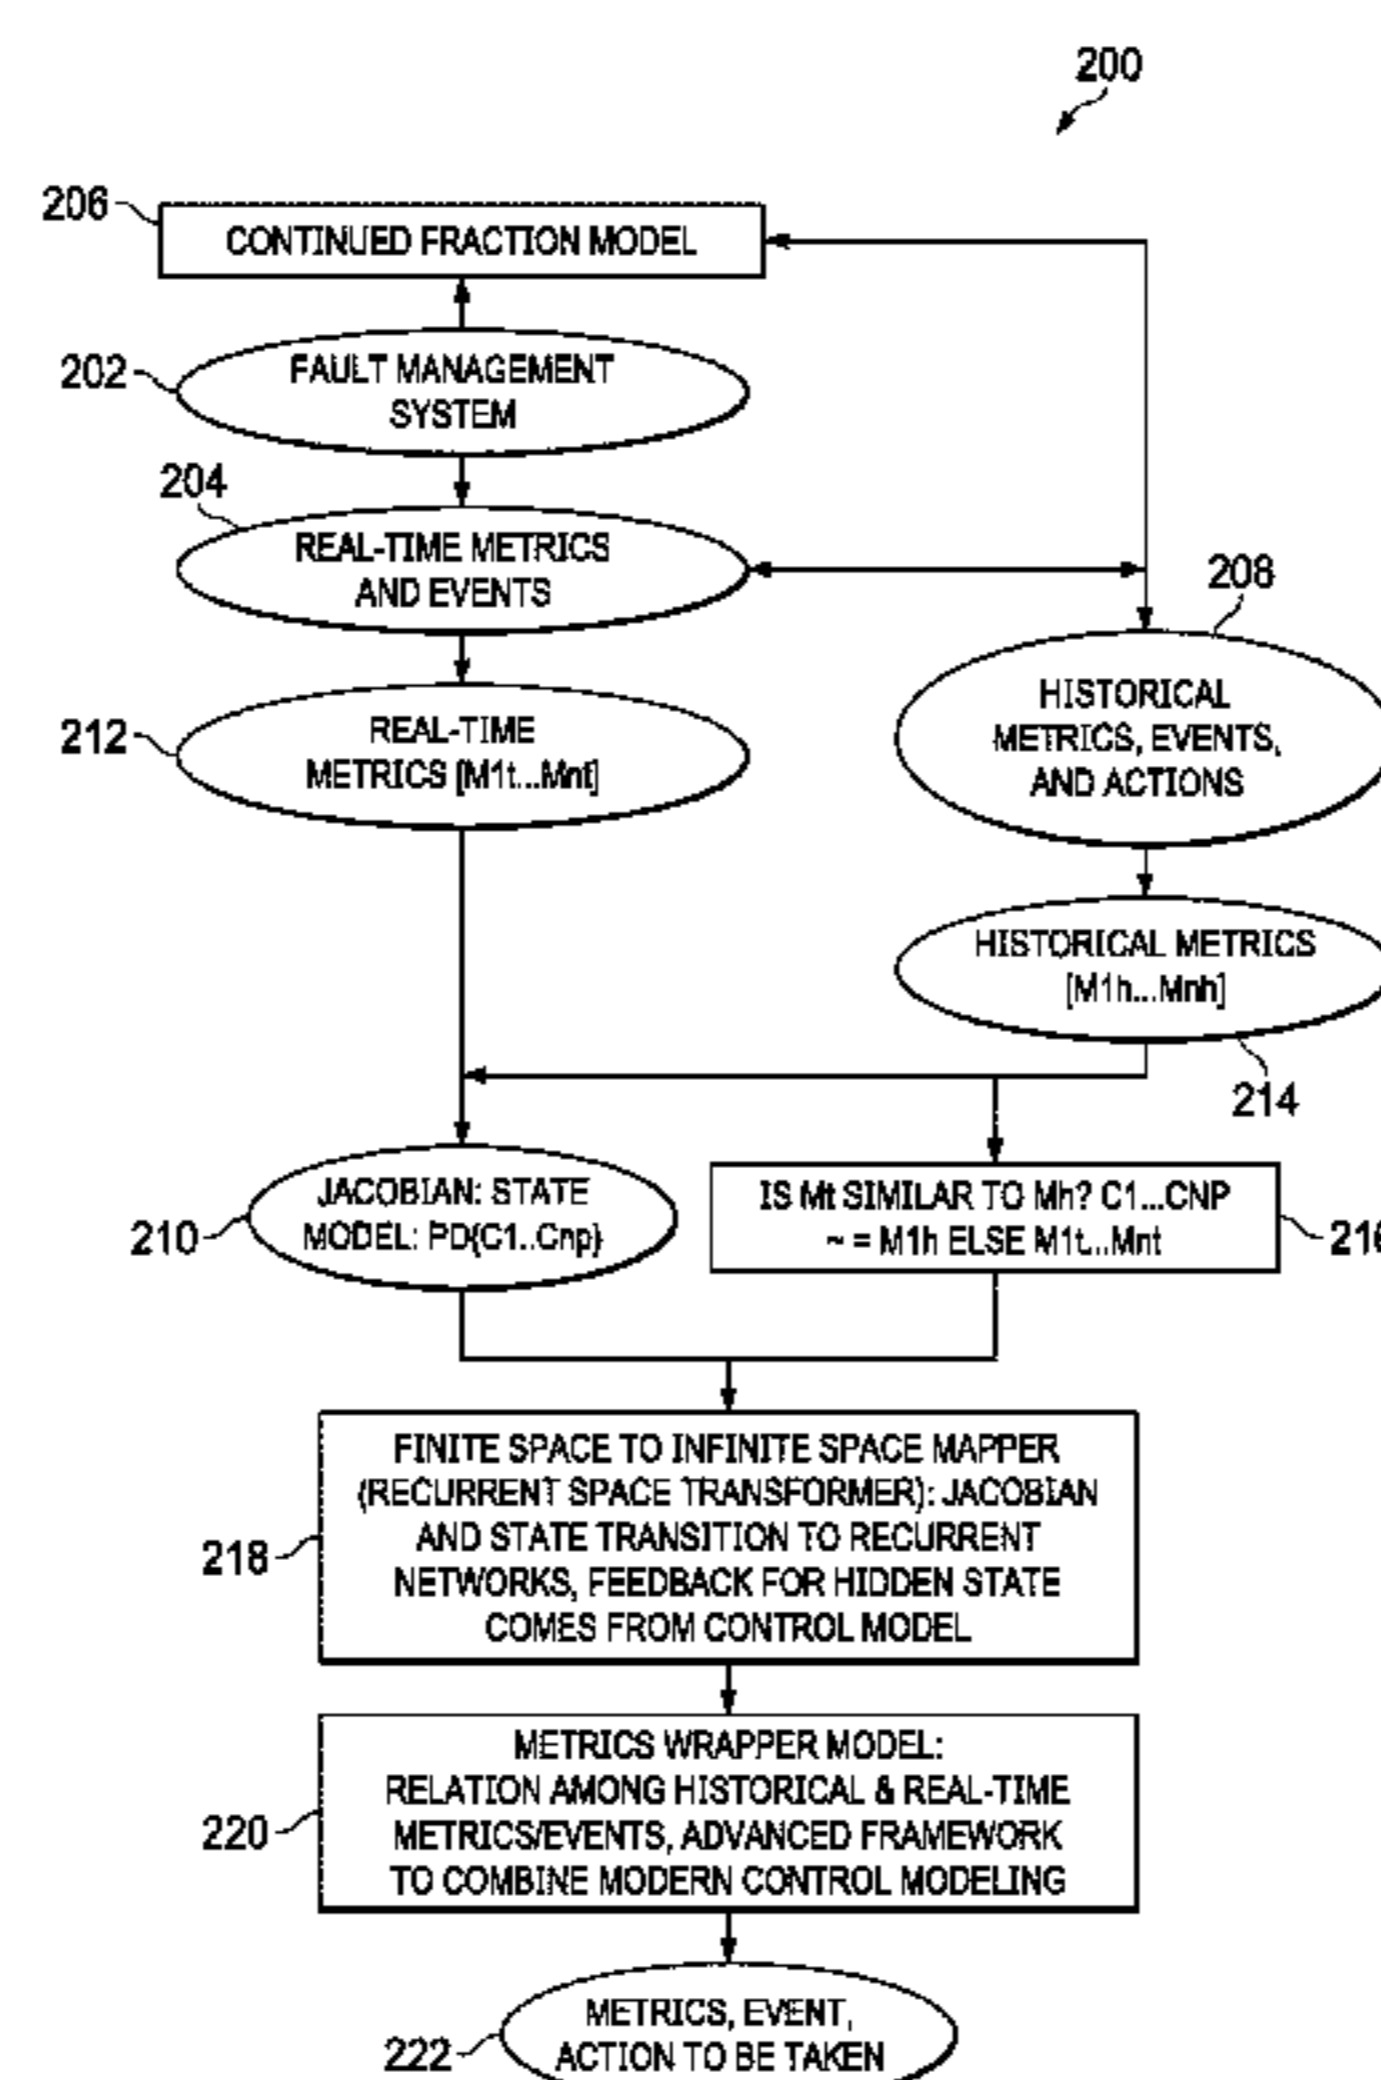 200
206
CONTINUED FRACTION MODEL
202
FAULT MANAGEMENT
SYSTEM
204
REAL-TIME METRICS
AND EVENTS
208
212
REAL-TIME
METRICS [M1t...Mnt]
HISTORICAL
METRICS, EVENTS,
AND ACTIONS
HISTORICAL METRICS
[M1h...Mnh]
214
210
JACOBIAN: STATE
MODEL: PD{C1..Cnp}
IS Mt SIMILAR TO Mh? C1...CNP
~ = M1h ELSE M1t...Mnt
218
FINITE SPACE TO INFINITE SPACE MAPPER
(RECURRENT SPACE TRANSFORMER): JACOBIAN
AND STATE TRANSITION TO RECURRENT
NETWORKS, FEEDBACK FOR HIDDEN STATE
COMES FROM CONTROL MODEL
220
METRICS WRAPPER MODEL:
RELATION AMONG HISTORICAL & REAL-TIME
METRICS/EVENTS, ADVANCED FRAMEWORK
TO COMBINE MODERN CONTROL MODELING
222
METRICS, EVENT,
ACTION TO BE TAKEN